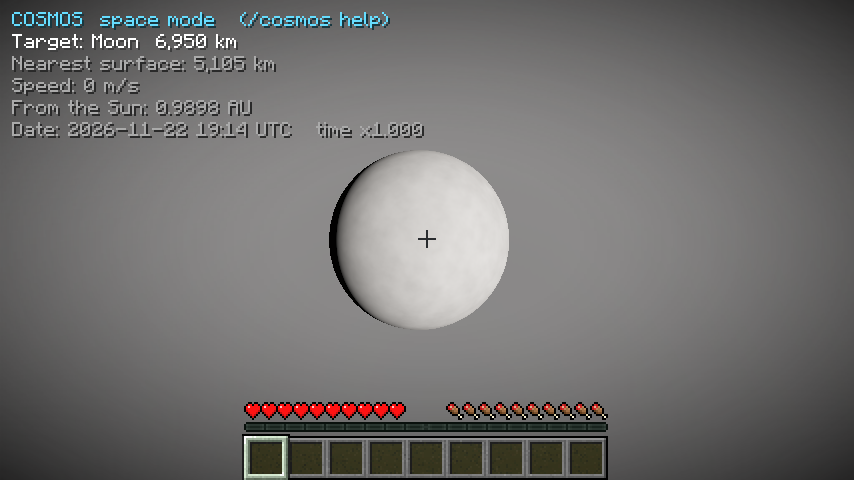 COSMOS space mode (/cosmos help)
Target: Moon 6,950 km
Nearest surface: 5,105 km
Speed: 0 m/s
From the Sun: 0.9898 AU
Date: 2026-11-22 19:14 UTC time x1.000